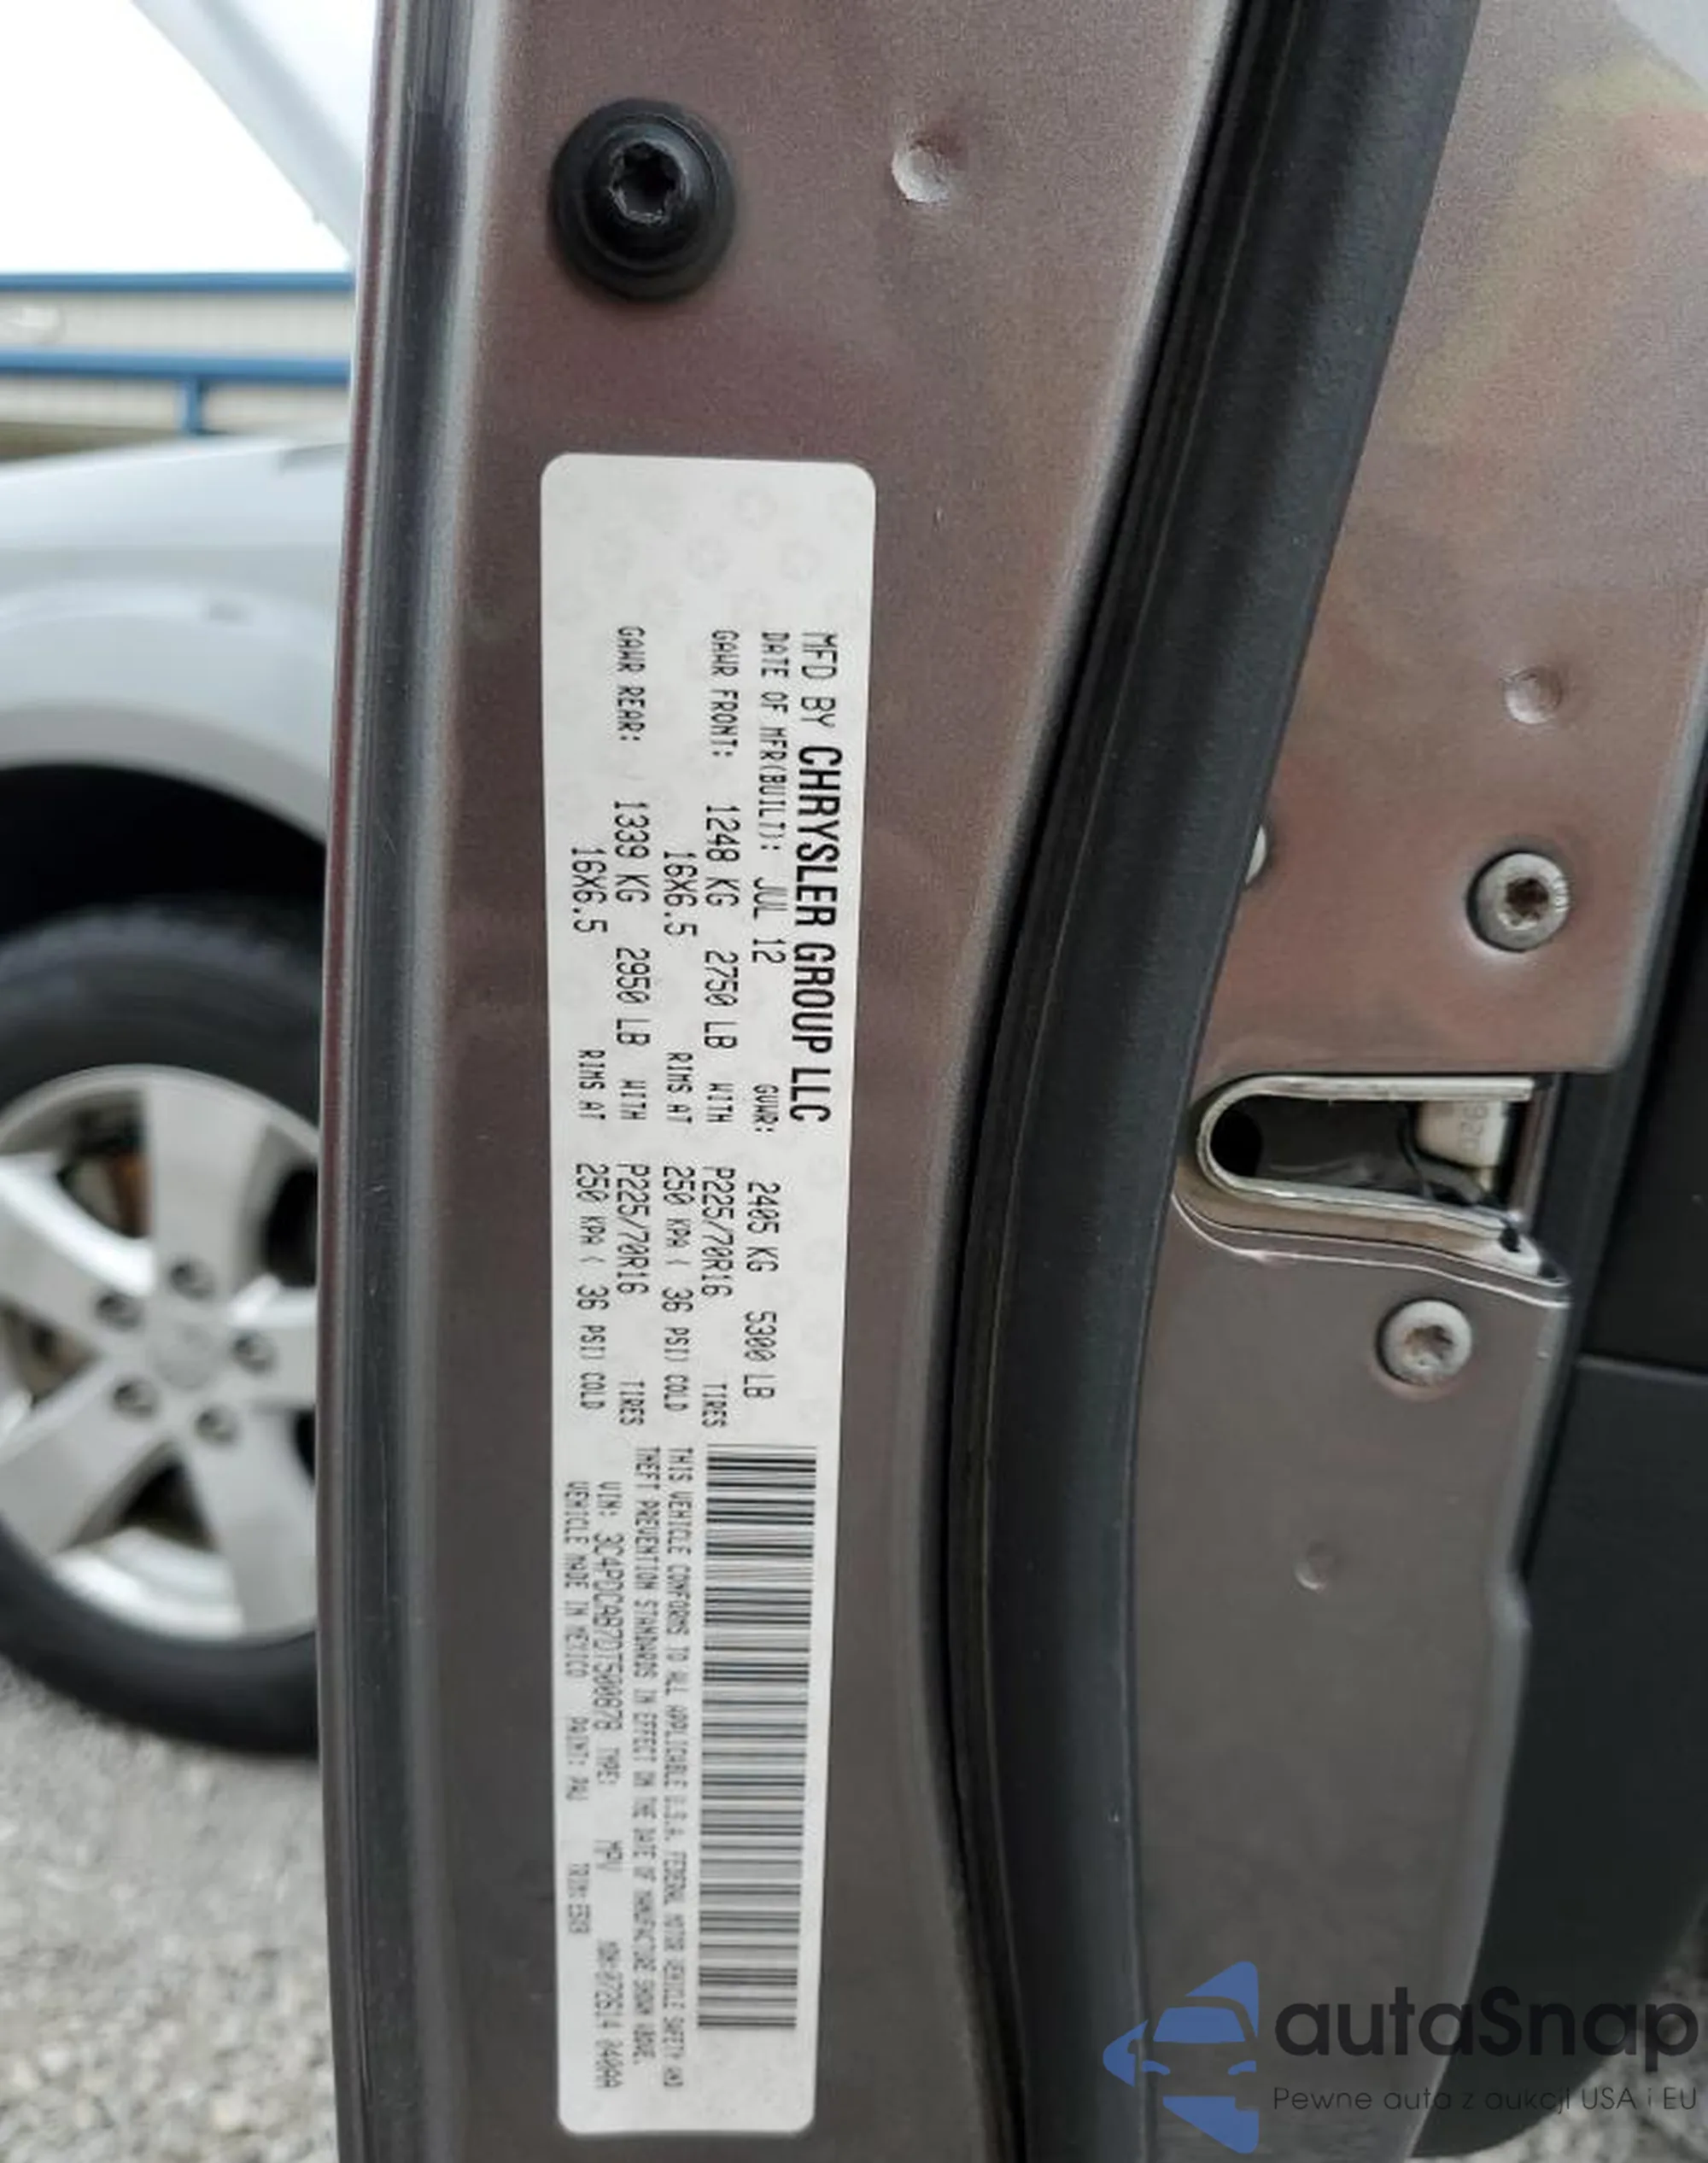 MFD BY CHRYSLER GROUP LLC
DATE OF MFR(BUILT): JUL 12 GVWR: 2405 KG 5300 LB
GAWR FRONT: 1248 KG 2750 LB WITH P225/70R16 TIRES
16X6.5 RIMS AT 250 KPA ( 36 PSI) COLD
GAWR REAR: 1339 KG 2950 LB WITH P225/70R16 TIRES
16X6.5 RIMS AT 250 KPA ( 36 PSI) COLD
THIS VEHICLE CONFORMS TO ALL APPLICABLE U.S.A. FEDERAL MOTOR VEHICLE SAFETY AND
THEFT PREVENTION STANDARDS IN EFFECT ON THE DATE OF MANUFACTURE SHOWN ABOVE.
VIN: 3C4PDCAB7DT500878 TYPE: MPV
VEHICLE MADE IN MEXICO PAINT: PAU TRIM:
autaSnap
Pewne auta z aukcji USA i EU